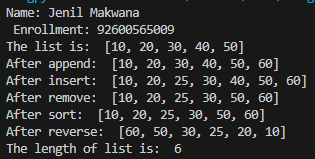 Name: Jenil Makwana
 Enrollment: 92600565009
The list is:  [10, 20, 30, 40, 50]
After append:  [10, 20, 30, 40, 50, 60]
After insert:  [10, 20, 25, 30, 40, 50, 60]
After remove:  [10, 20, 25, 30, 50, 60]
After sort:  [10, 20, 25, 30, 50, 60]
After reverse:  [60, 50, 30, 25, 20, 10]
The length of list is:  6